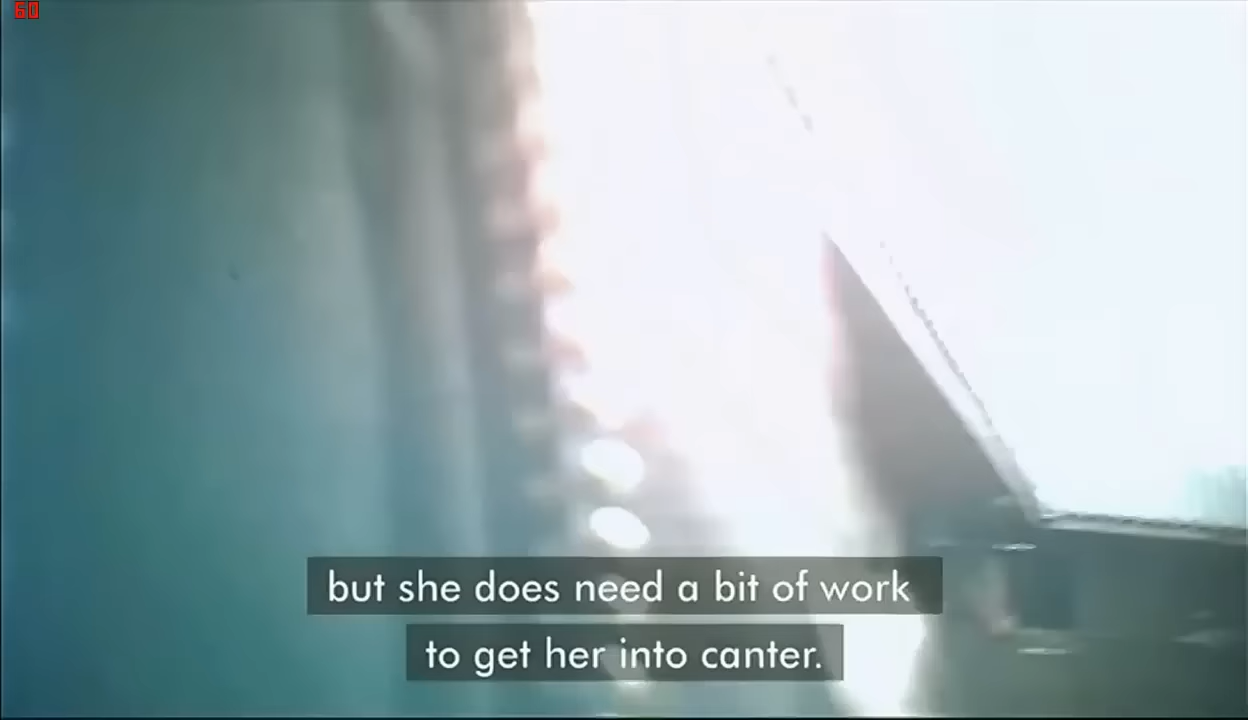 60
but she does need a bit of work
to get her into canter.